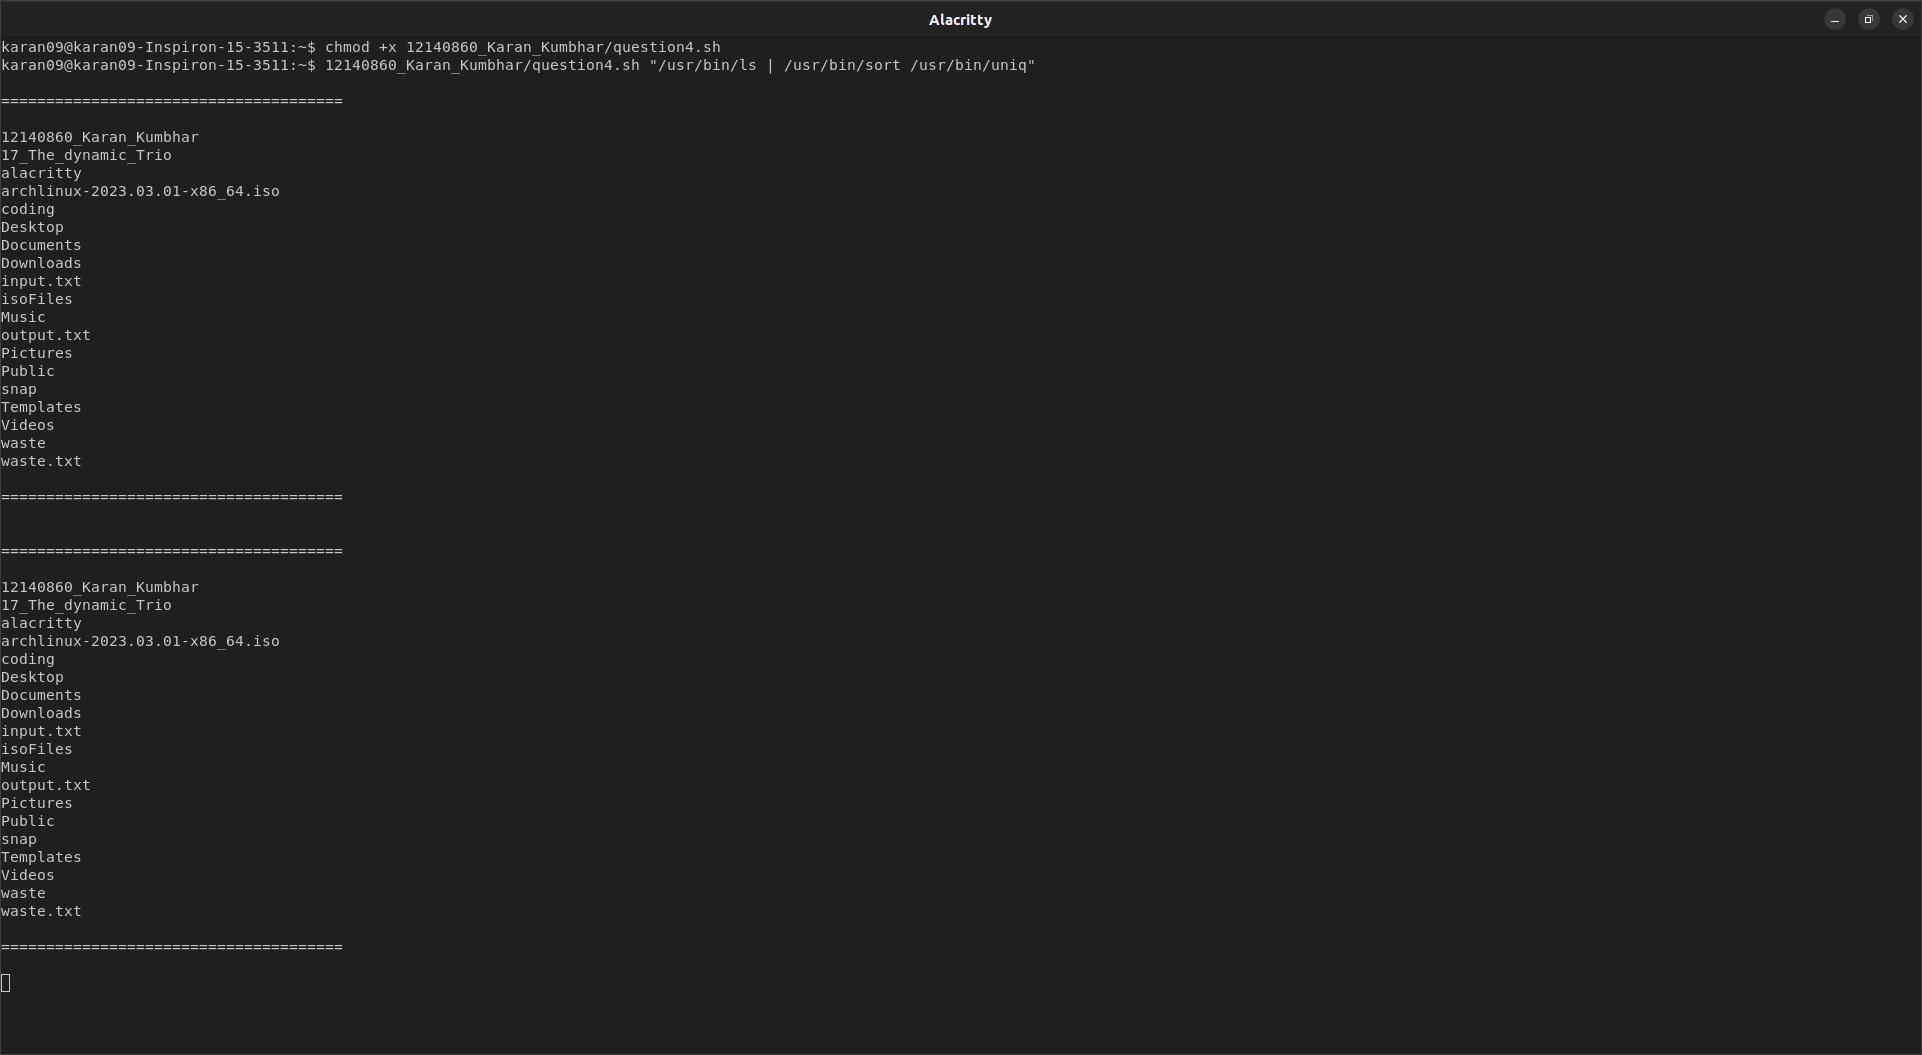 Alacritty
karan09@karan09-Inspiron-15-3511:~$ chmod +x 12140860_Karan_Kumbhar/question4.sh
karan09@karan09-Inspiron-15-3511:~$ 12140860_Karan_Kumbhar/question4.sh "/usr/bin/ls | /usr/bin/sort /usr/bin/uniq"
======================================
12140860_Karan_Kumbhar
17_The_dynamic_Trio
alacritty
archlinux-2023.03.01-x86_64.iso
coding
Desktop
Documents
Downloads
input.txt
isoFiles
Music
output.txt
Pictures
Public
snap
Templates
Videos
waste
waste.txt
======================================
======================================
12140860_Karan_Kumbhar
17_The_dynamic_Trio
alacritty
archlinux-2023.03.01-x86_64.iso
coding
Desktop
Documents
Downloads
input.txt
isoFiles
Music
output.txt
Pictures
Public
snap
Templates
Videos
waste
waste.txt
======================================